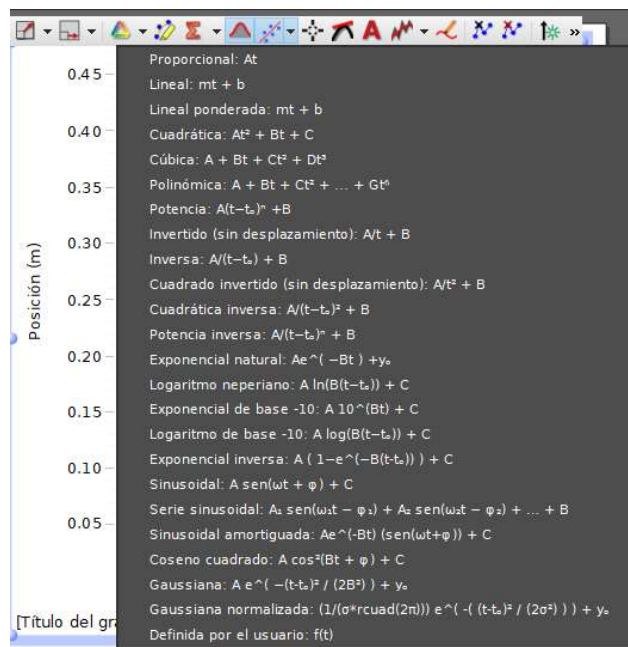 A
»
Proporcional: At
0.45
Lineal: mt + b
Lineal ponderada: mt + b
0.40
Cuadrática: At² + Bt + C
Cúbica: A + Bt + Ct² + Dt³
0.35
Polinómica: A + Bt + Ct² + ... + Gt⁶
Potencia: A(t−tₒ)ⁿ +B
Invertido (sin desplazamiento): A/t + B
0.30
Inversa: A/(t−tₒ) + B
Posición (m)
Cuadrado invertido (sin desplazamiento): A/t² + B
0.25
Cuadrática inversa: A/(t−tₒ)² + B
Potencia inversa: A/(t−tₒ)ⁿ + B
0.20
Exponencial natural: Ae^( −Bt ) +yₒ
Logaritmo neperiano: A ln(B(t−tₒ)) + C
0.15
Exponencial de base -10: A 10^(Bt) + C
Logaritmo de base -10: A log(B(t−tₒ)) + C
0.10
Exponencial inversa: A ( 1−e^(−B(t-tₒ)) ) + C
Sinusoidal: A sen(ωt + φ) + C
Serie sinusoidal: A₁ sen(ω₁t − φ₁) + A₂ sen(ω₂t − φ₂) + ... + B
0.05
Sinusoidal amortiguada: Ae^(-Bt) (sen(ωt+φ)) + C
Coseno cuadrado: A cos²(Bt + φ) + C
Gaussiana: A e^( −(t-tₒ)² / (2B²) ) + yₒ
Gaussiana normalizada: (1/(σ*rcuad(2π))) e^( -( (t-tₒ)² / (2σ²) ) ) + yₒ
[Título del gra
Definida por el usuario: f(t)